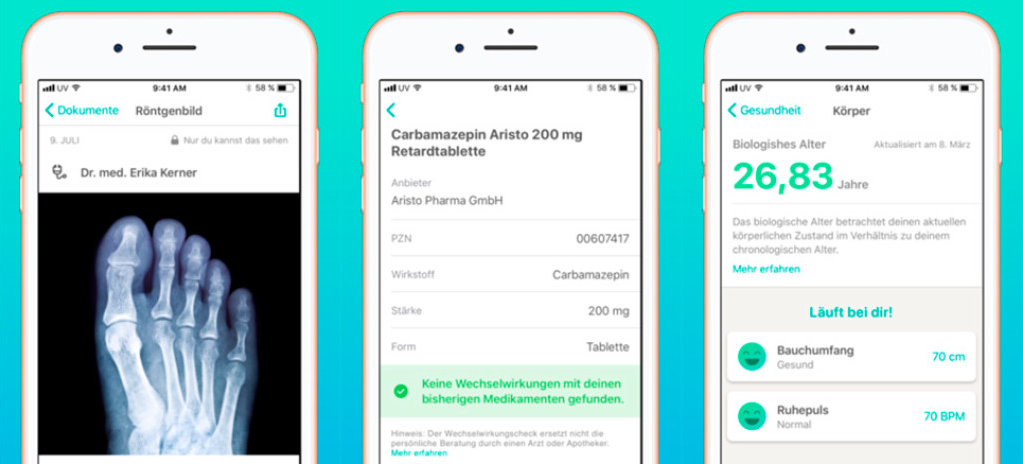 UV 9:41 AM 58 %
Dokumente Röntgenbild
9. JULI Nur du kannst das sehen
Dr. med. Erika Kerner
UV 9:41 AM 58 %
Carbamazepin Aristo 200 mg
Retardtablette
Anbieter
Aristo Pharma GmbH
PZN 00607417
Wirkstoff Carbamazepin
Stärke 200 mg
Form Tablette
Keine Wechselwirkungen mit deinen
bisherigen Medikamenten gefunden.
Hinweis: Der Wechselwirkungscheck ersetzt nicht die
persönliche Beratung durch einen Arzt oder Apotheker.
Mehr erfahren
UV 9:41 AM 58 %
Gesundheit Körper
Biologishes Alter Aktualisiert am 8. März
26,83 Jahre
Das biologische Alter betrachtet deinen aktuellen
körperlichen Zustand im Verhältnis zu deinem
chronologischen Alter.
Mehr erfahren
Läuft bei dir!
Bauchumfang
Gesund
70 cm
Ruhepuls
Normal
70 BPM